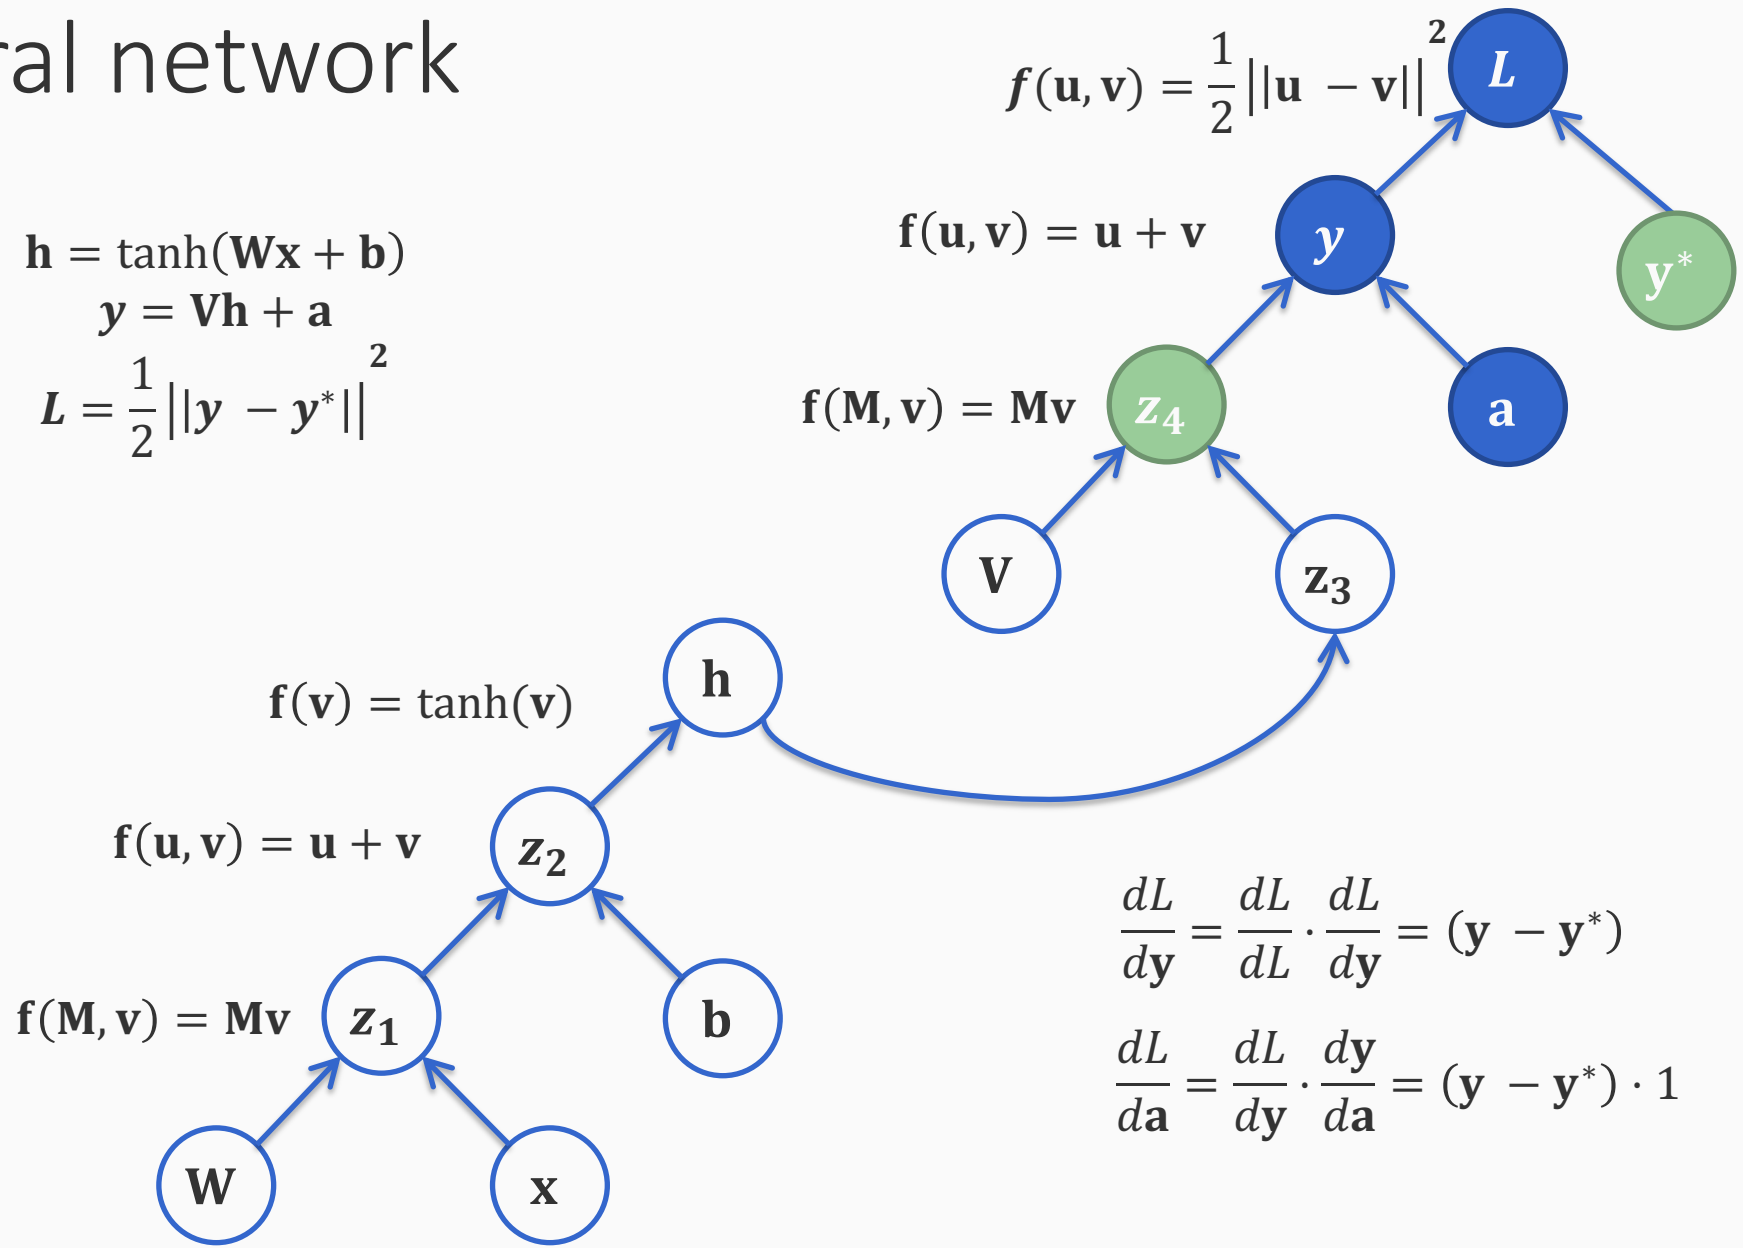 ral network
h = tanh(Wx + b)
y = Vh + a
L = 1/2 ||y − y*||²
f(u, v) = 1/2 ||u − v||²
L
f(u, v) = u + v
y
y*
f(M, v) = Mv
z₄
a
V
z₃
f(v) = tanh(v)
h
f(u, v) = u + v
z₂
f(M, v) = Mv
z₁
b
W
x
dL/dy = dL/dL · dL/dy = (y − y*)
dL/da = dL/dy · dy/da = (y − y*) · 1